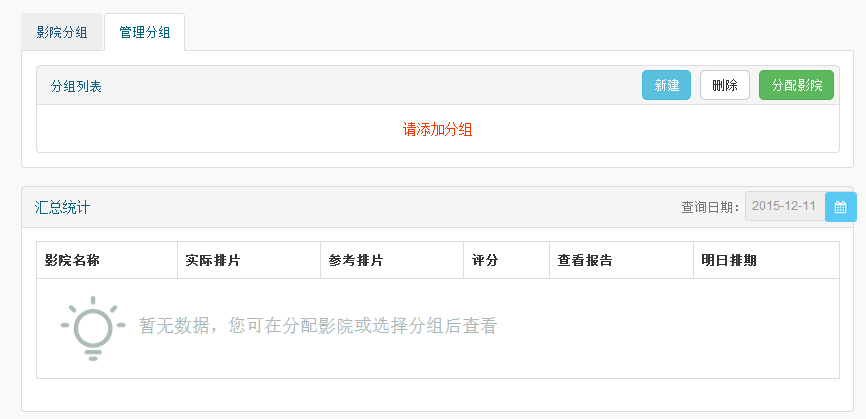 影院分组 管理分组
分组列表 新建 删除 分配影院
请添加分组
汇总统计 查询日期： 2015-12-11
影院名称 实际排片 参考排片 评分 查看报告 明日排期
暂无数据，您可在分配影院或选择分组后查看